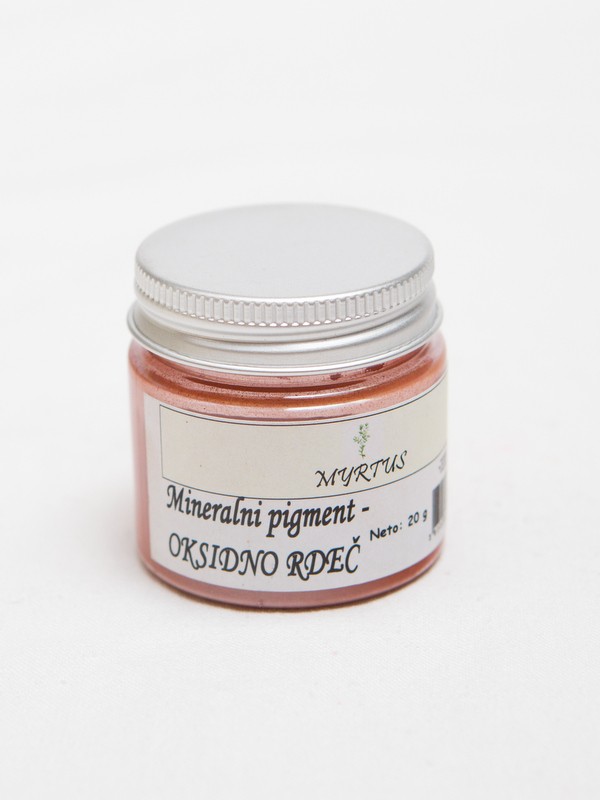 MYRTUS
Mineralni pigment -
OKSIDNO RDEČ
Neto: 20 g